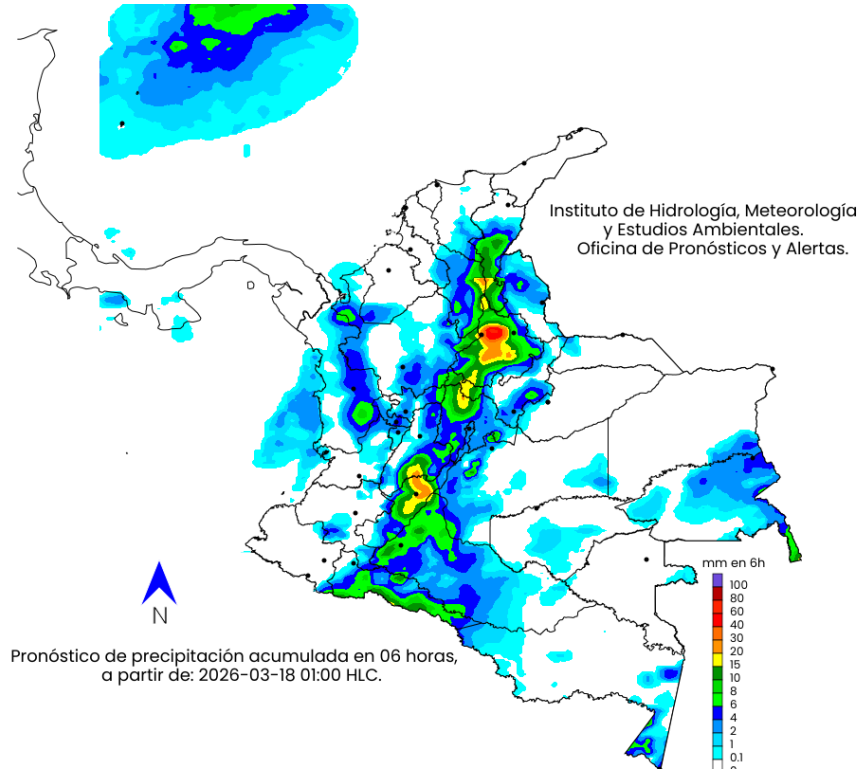 Instituto de Hidrología, Meteorología
y Estudios Ambientales.
Oficina de Pronósticos y Alertas.
N
Pronóstico de precipitación acumulada en 06 horas,
a partir de: 2026-03-18 01:00 HLC.
mm en 6h
100
80
60
40
30
20
15
10
8
6
4
2
1
0.1
0